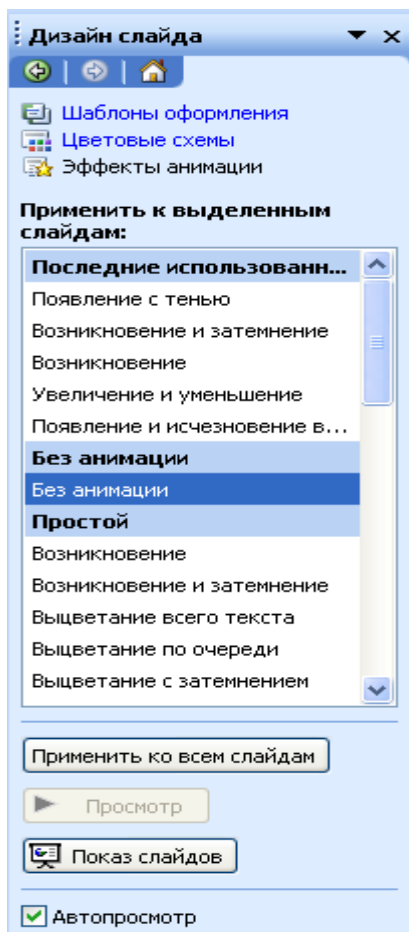 Дизайн слайда
Шаблоны оформления
Цветовые схемы
Эффекты анимации
Применить к выделенным
слайдам:
Последние использованн...
Появление с тенью
Возникновение и затемнение
Возникновение
Увеличение и уменьшение
Появление и исчезновение в...
Без анимации
Без анимации
Простой
Возникновение
Возникновение и затемнение
Выцветание всего текста
Выцветание по очереди
Выцветание с затемнением
Применить ко всем слайдам
Просмотр
Показ слайдов
Автопросмотр